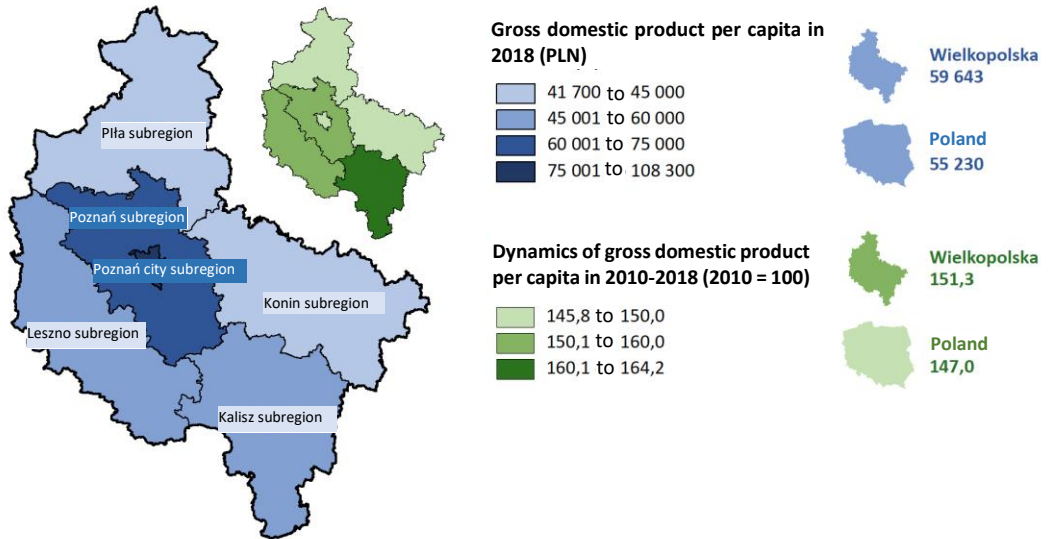 Gross domestic product per capita in
2018 (PLN)
41 700 to 45 000
45 001 to 60 000
60 001 to 75 000
75 001 to 108 300
Wielkopolska
59 643
Poland
55 230
Piła subregion
Poznań subregion
Poznań city subregion
Konin subregion
Leszno subregion
Kalisz subregion
Dynamics of gross domestic product
per capita in 2010-2018 (2010 = 100)
145,8 to 150,0
150,1 to 160,0
160,1 to 164,2
Wielkopolska
151,3
Poland
147,0